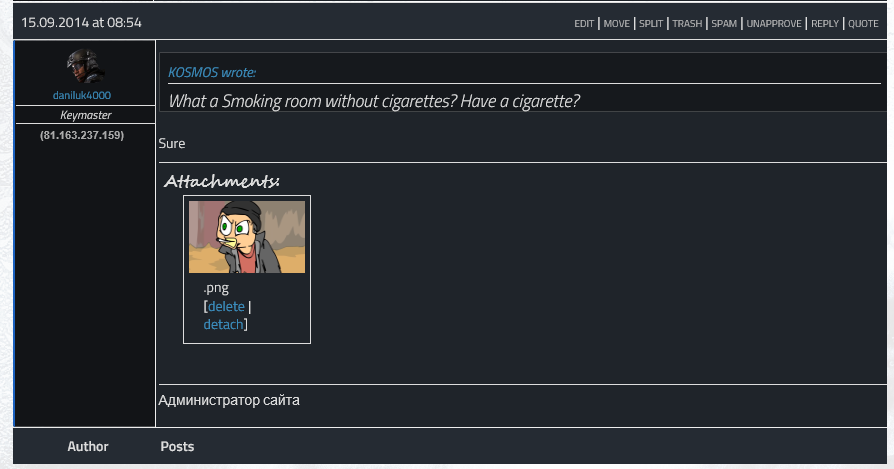 15.09.2014 at 08:54
EDIT | MOVE | SPLIT | TRASH | SPAM | UNAPPROVE | REPLY | QUOTE
daniluk4000
Keymaster
(81.163.237.159)
KOSMOS wrote:
What a Smoking room without cigarettes? Have a cigarette?
Sure
Attachments:
.png
[delete |
detach]
Администратор сайта
Author
Posts